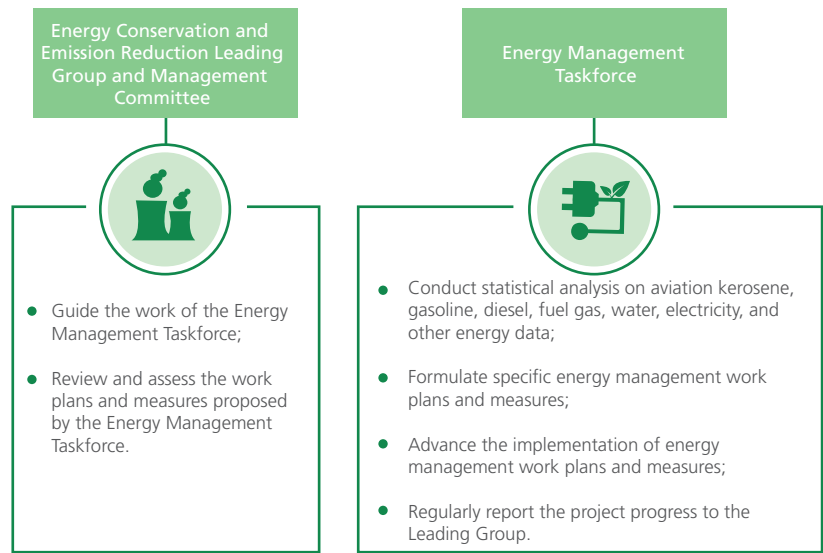 Energy Conservation and
Emission Reduction Leading
Group and Management
Committee
Guide the work of the Energy
Management Taskforce;
Review and assess the work
plans and measures proposed
by the Energy Management
Taskforce.
Energy Management
Taskforce
Conduct statistical analysis on aviation kerosene,
gasoline, diesel, fuel gas, water, electricity, and
other energy data;
Formulate specific energy management work
plans and measures;
Advance the implementation of energy
management work plans and measures;
Regularly report the project progress to the
Leading Group.